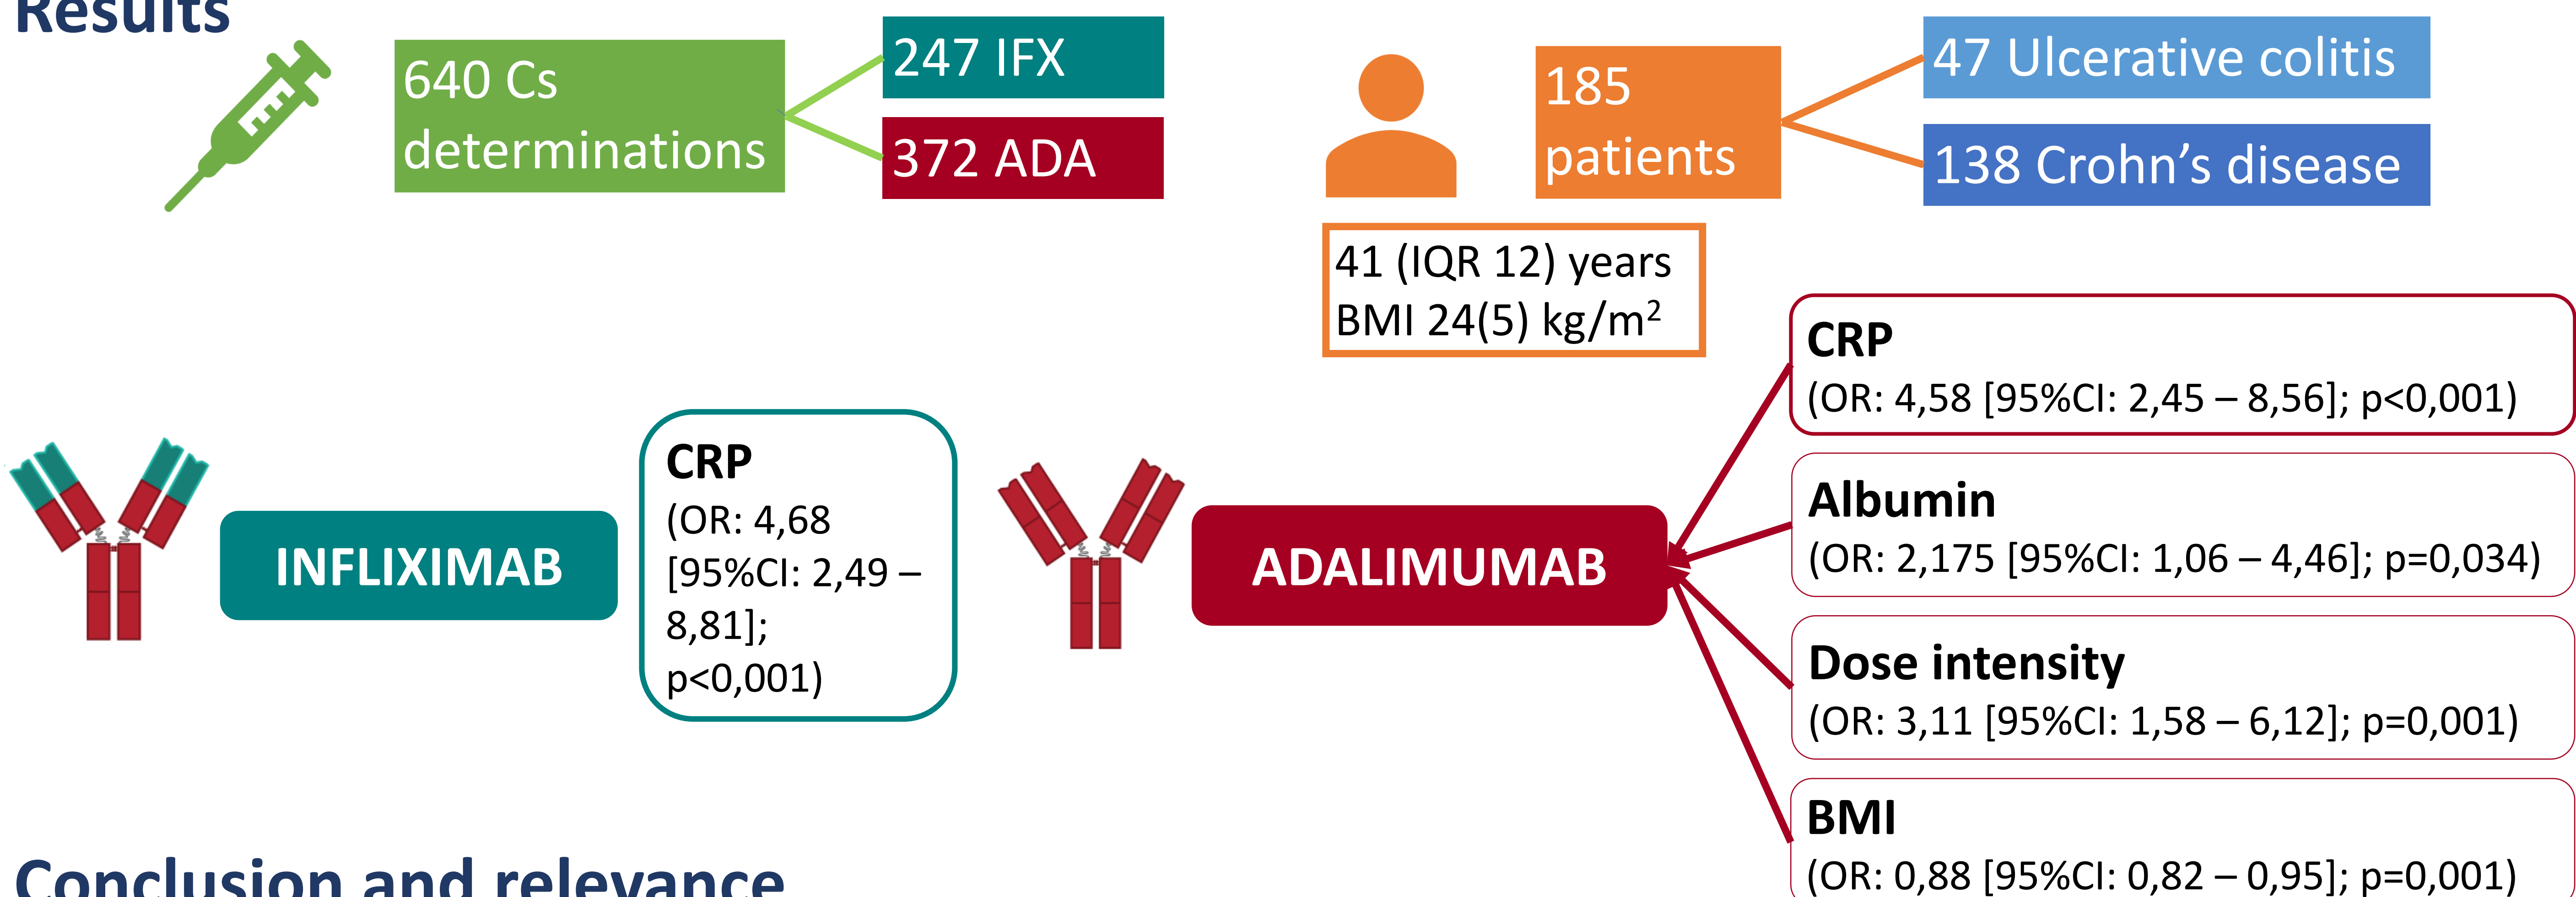 Results
640 Cs
determinations
247 IFX
372 ADA
185
patients
47 Ulcerative colitis
138 Crohn’s disease
41 (IQR 12) years
BMI 24(5) kg/m²
INFLIXIMAB
CRP
(OR: 4,68
[95%CI: 2,49 –
8,81];
p<0,001)
ADALIMUMAB
CRP
(OR: 4,58 [95%CI: 2,45 – 8,56]; p<0,001)
Albumin
(OR: 2,175 [95%CI: 1,06 – 4,46]; p=0,034)
Dose intensity
(OR: 3,11 [95%CI: 1,58 – 6,12]; p=0,001)
BMI
(OR: 0,88 [95%CI: 0,82 – 0,95]; p=0,001)
Conclusion and relevance